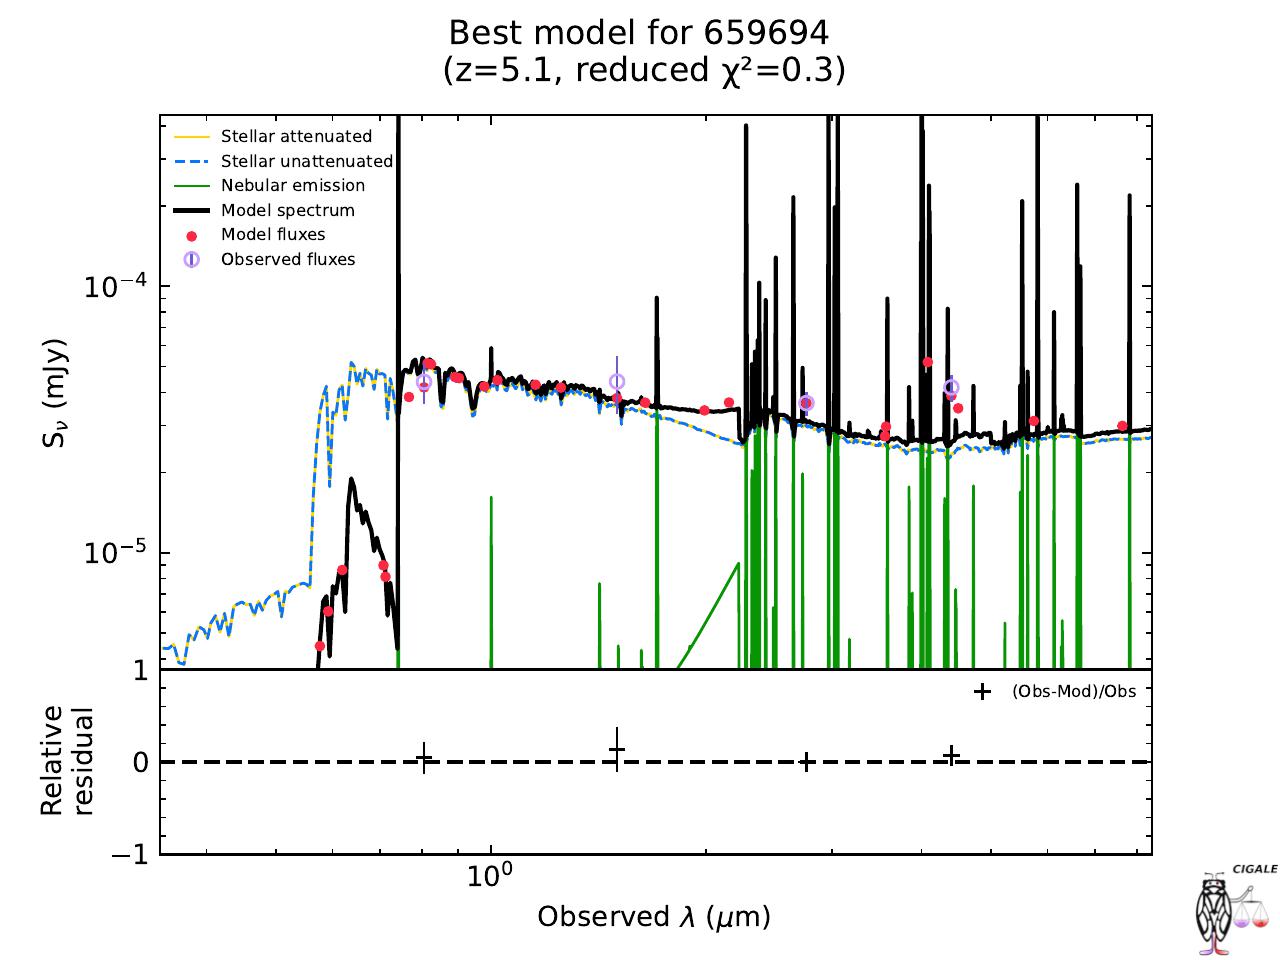 Best model for 659694
(z=5.1, reduced χ²=0.3)
Stellar attenuated
Stellar unattenuated
Nebular emission
Model spectrum
Model fluxes
Observed fluxes
10⁻⁴
10⁻⁵
Sν (mJy)
1
0
−1
Relative
residual
(Obs-Mod)/Obs
10⁰
Observed λ (μm)
CIGALE